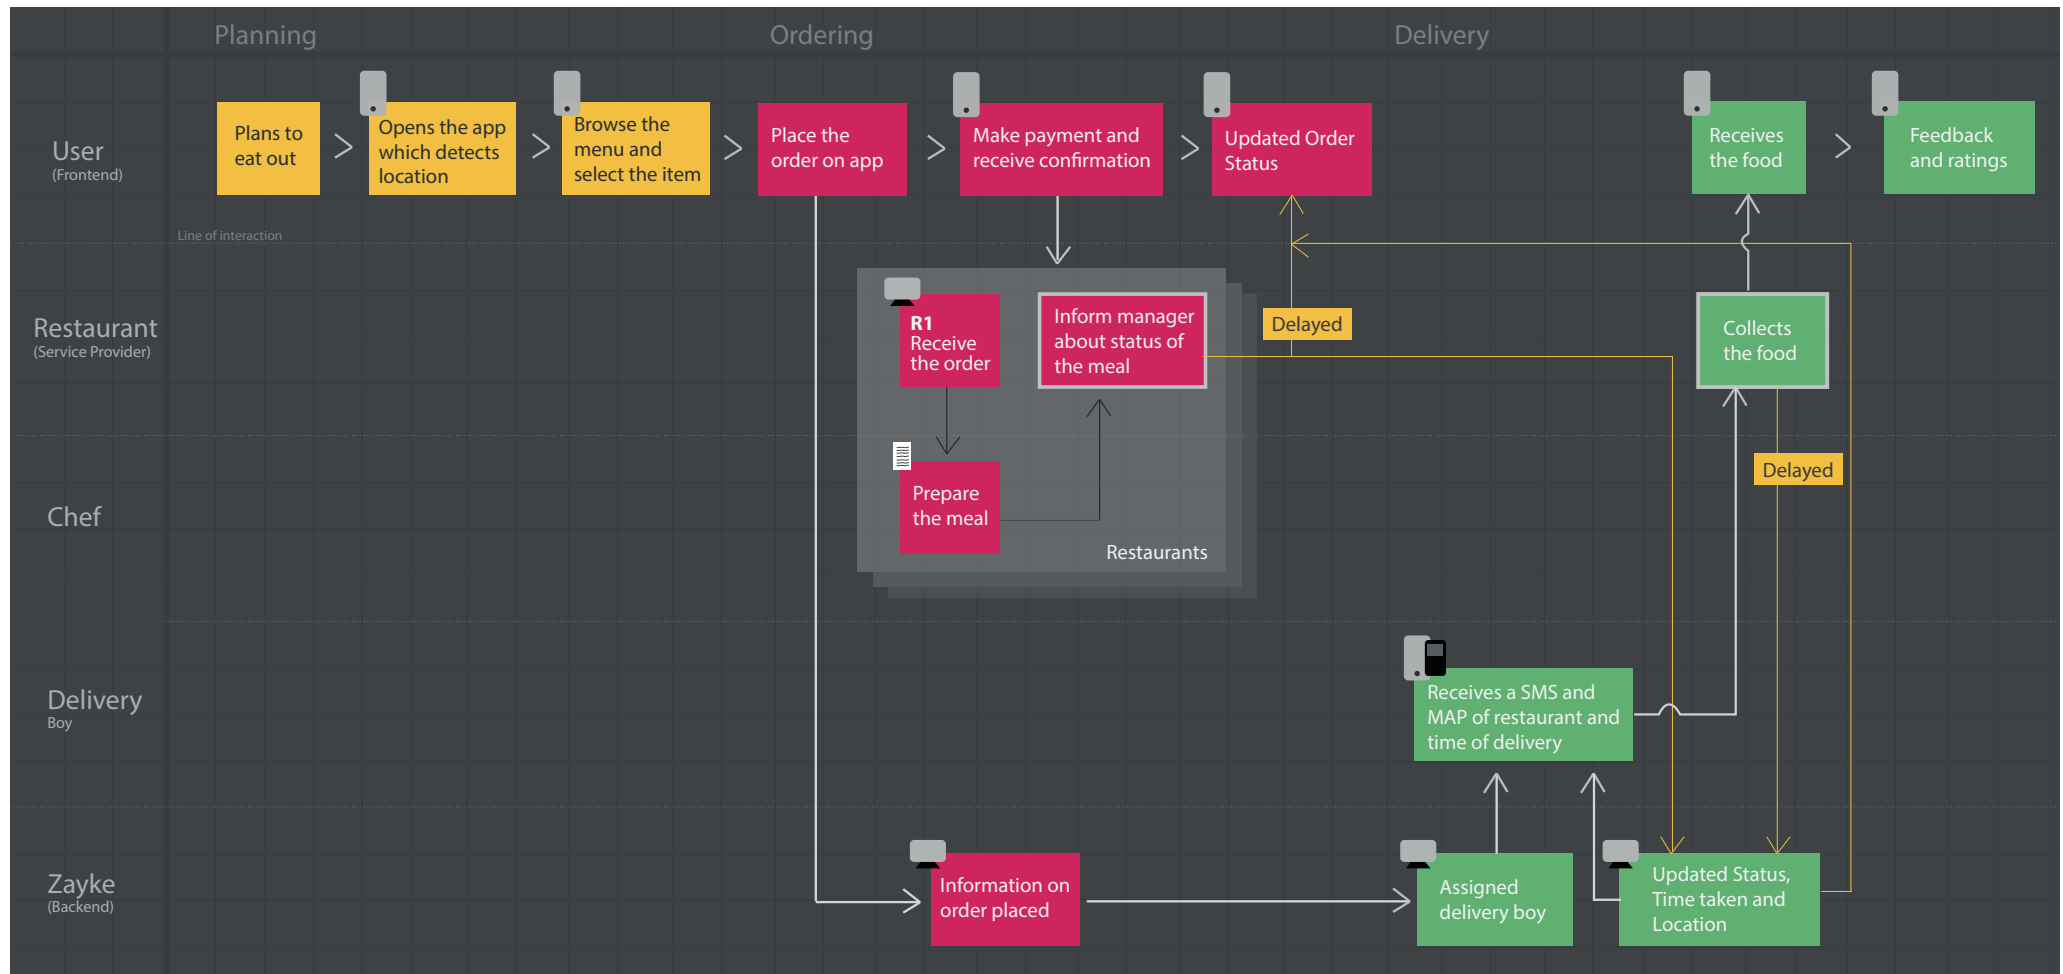 Planning
Ordering
Delivery
User
(Frontend)
Plans to
eat out
Opens the app
which detects
location
Browse the
menu and
select the item
Place the
order on app
Make payment and
receive confirmation
Updated Order
Status
Receives
the food
Feedback
and ratings
Line of interaction
Restaurant
(Service Provider)
R1
Receive
the order
Inform manager
about status of
the meal
Delayed
Collects
the food
Chef
Prepare
the meal
Restaurants
Delayed
Delivery
Boy
Receives a SMS and
MAP of restaurant and
time of delivery
Zayke
(Backend)
Information on
order placed
Assigned
delivery boy
Updated Status,
Time taken and
Location